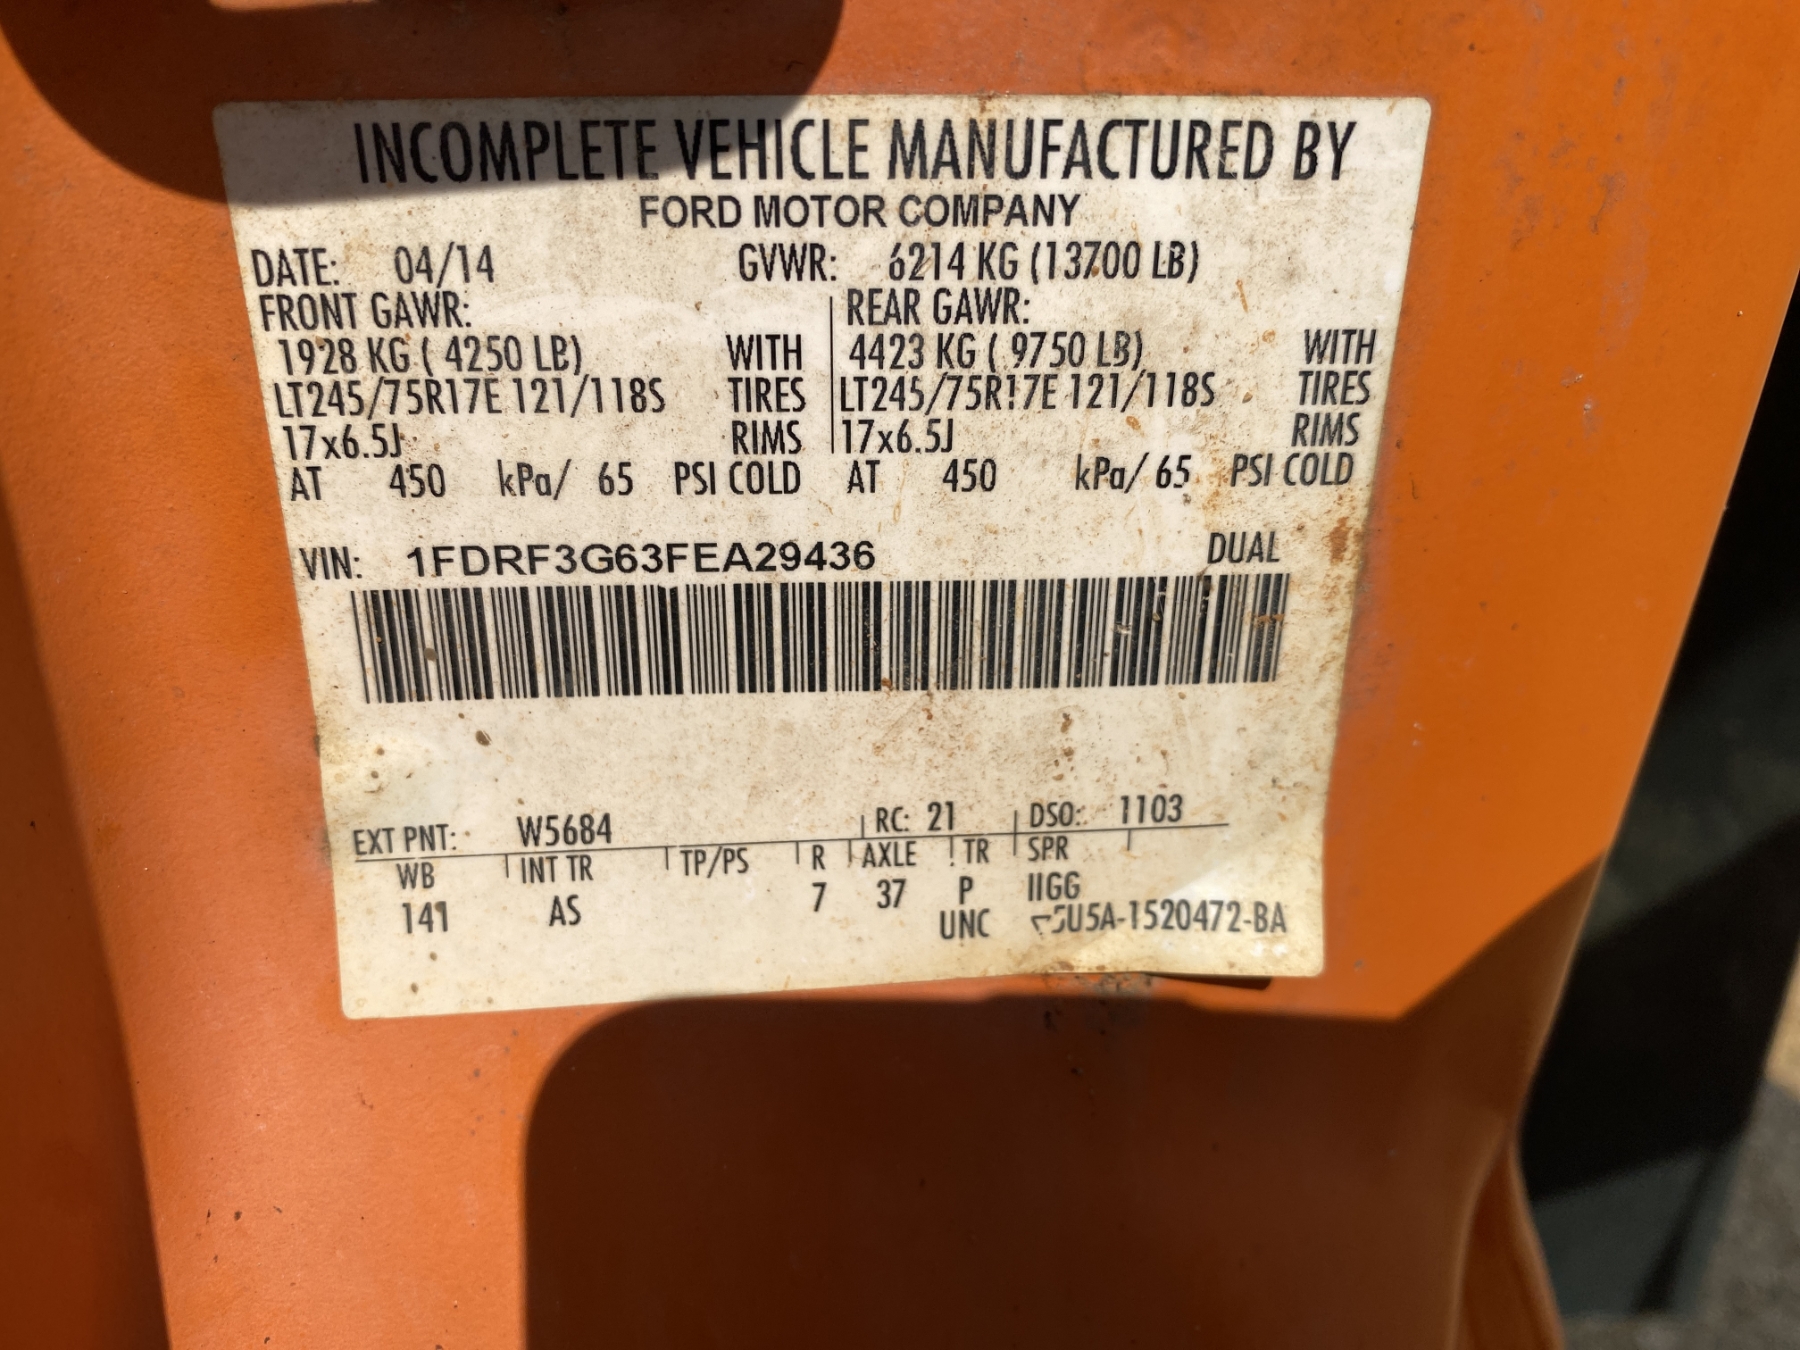 INCOMPLETE VEHICLE MANUFACTURED BY
FORD MOTOR COMPANY
DATE: 04/14 GVWR: 6214 KG (13700 LB)
FRONT GAWR: REAR GAWR:
1928 KG ( 4250 LB) WITH 4423 KG ( 9750 LB) WITH
LT245/75R17E 121/118S TIRES LT245/75R17E 121/118S TIRES
17x6.5J RIMS 17x6.5J RIMS
AT 450 kPa/ 65 PSI COLD AT 450 kPa/ 65 PSI COLD
VIN: 1FDRF3G63FEA29436 DUAL
EXT PNT: W5684 RC: 21 DSO: 1103
WB INT TR TP/PS R AXLE TR SPR
141 AS 7 37 P IIGG
UNC